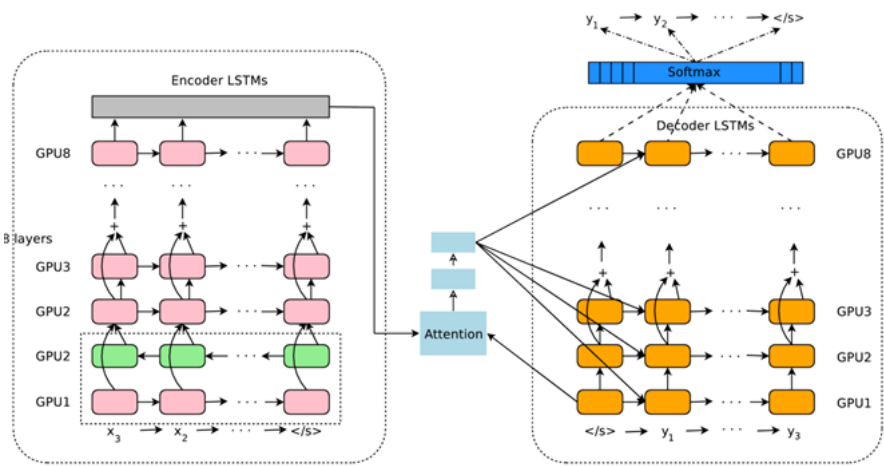 y1 y2 ... </s>
Softmax
Encoder LSTMs
Decoder LSTMs
GPU8
GPU8
...
8 layers
GPU3
GPU3
GPU2
Attention
GPU2
GPU2
GPU1
GPU1
x3 x2 ... </s>
</s> y1 ... y3